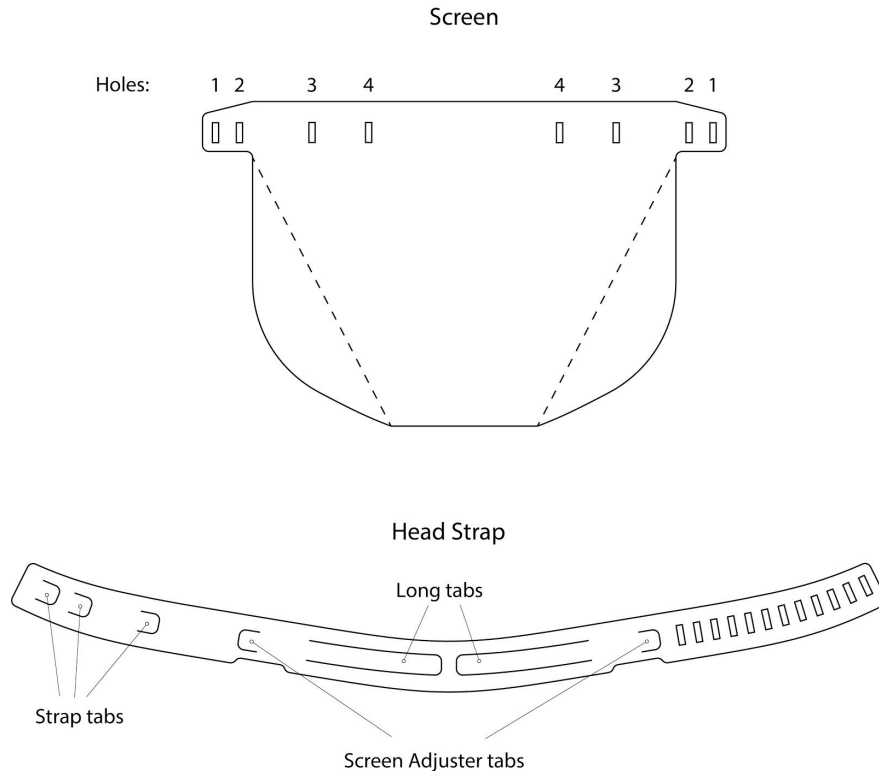 Screen
Holes: 1 2 3 4 4 3 2 1
Head Strap
Long tabs
Strap tabs
Screen Adjuster tabs